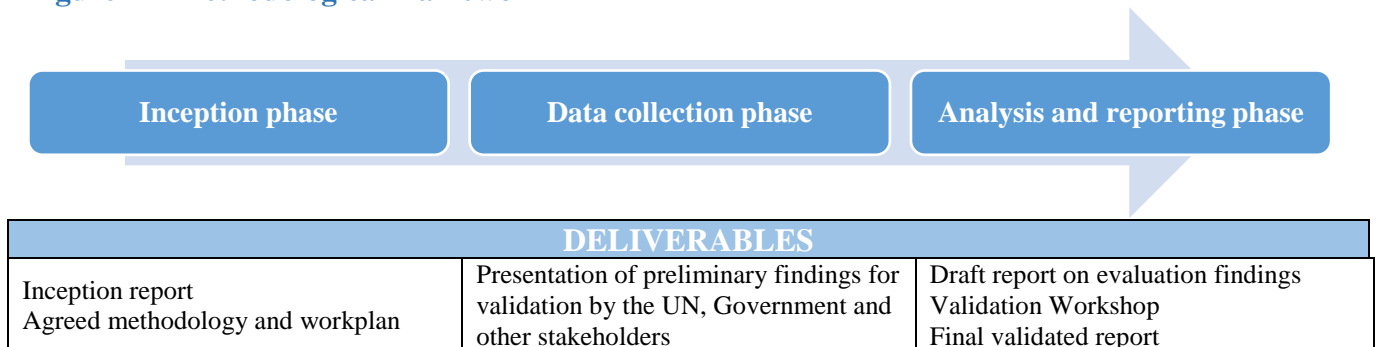 Inception phase
Data collection phase
Analysis and reporting phase
DELIVERABLES
Inception report
Agreed methodology and workplan
Presentation of preliminary findings for
validation by the UN, Government and
other stakeholders
Draft report on evaluation findings
Validation Workshop
Final validated report